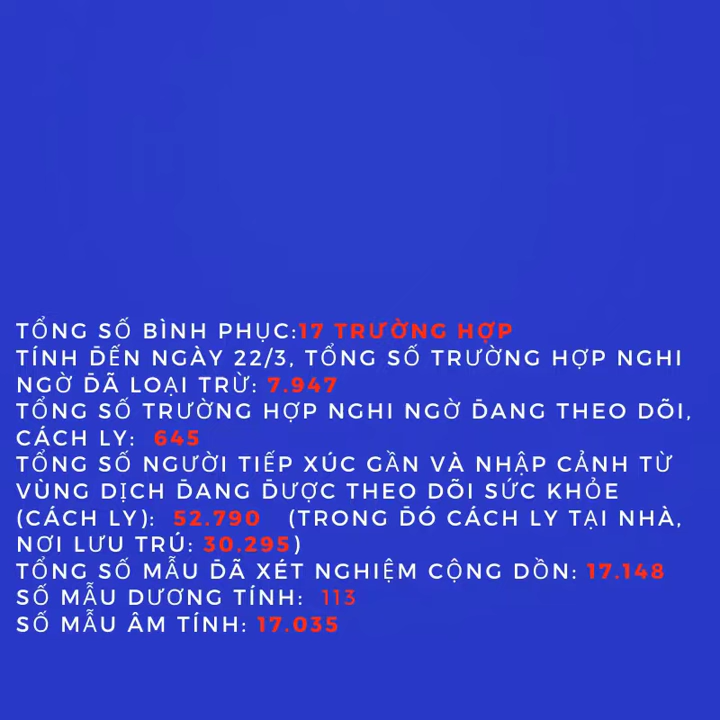 TỔNG SỐ BÌNH PHỤC:17 TRƯỜNG HỢP
TÍNH ĐẾN NGÀY 22/3, TỔNG SỐ TRƯỜNG HỢP NGHI
NGỜ ĐÃ LOẠI TRỪ: 7.947
TỔNG SỐ TRƯỜNG HỢP NGHI NGỜ ĐANG THEO DÕI,
CÁCH LY: 645
TỔNG SỐ NGƯỜI TIẾP XÚC GẦN VÀ NHẬP CẢNH TỪ
VÙNG DỊCH ĐANG ĐƯỢC THEO DÕI SỨC KHỎE
(CÁCH LY): 52.790 (TRONG ĐÓ CÁCH LY TẠI NHÀ,
NƠI LƯU TRÚ: 30.295)
TỔNG SỐ MẪU ĐÃ XÉT NGHIỆM CỘNG DỒN: 17.148
SỐ MẪU DƯƠNG TÍNH: 113
SỐ MẪU ÂM TÍNH: 17.035